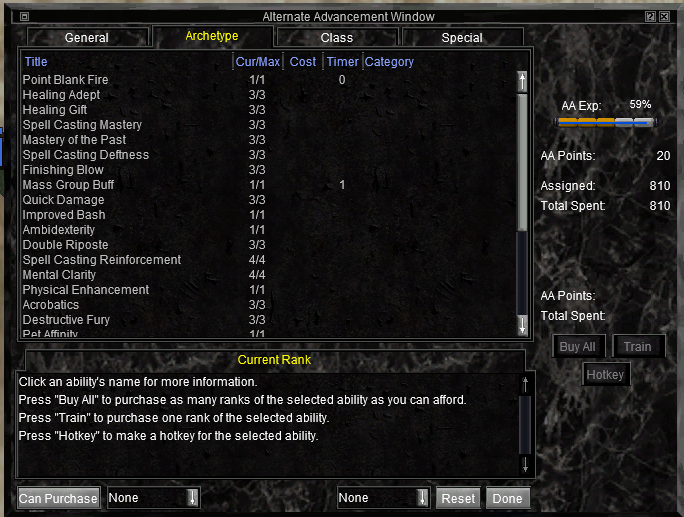 Alternate Advancement Window
General Archetype Class Special
Title Cur/Max Cost Timer Category
Point Blank Fire 1/1 0
Healing Adept 3/3
Healing Gift 3/3
Spell Casting Mastery 3/3
Mastery of the Past 3/3
Spell Casting Deftness 3/3
Finishing Blow 3/3
Mass Group Buff 1/1 1
Quick Damage 3/3
Improved Bash 1/1
Ambidexterity 1/1
Double Riposte 3/3
Spell Casting Reinforcement 4/4
Mental Clarity 4/4
Physical Enhancement 1/1
Acrobatics 3/3
Destructive Fury 3/3
Pet Affinity 1/1
AA Exp: 59%
AA Points: 20
Assigned: 810
Total Spent: 810
AA Points:
Total Spent:
Buy All Train
Hotkey
Current Rank
Click an ability's name for more information.
Press "Buy All" to purchase as many ranks of the selected ability as you can afford.
Press "Train" to purchase one rank of the selected ability.
Press "Hotkey" to make a hotkey for the selected ability.
Can Purchase None None Reset Done